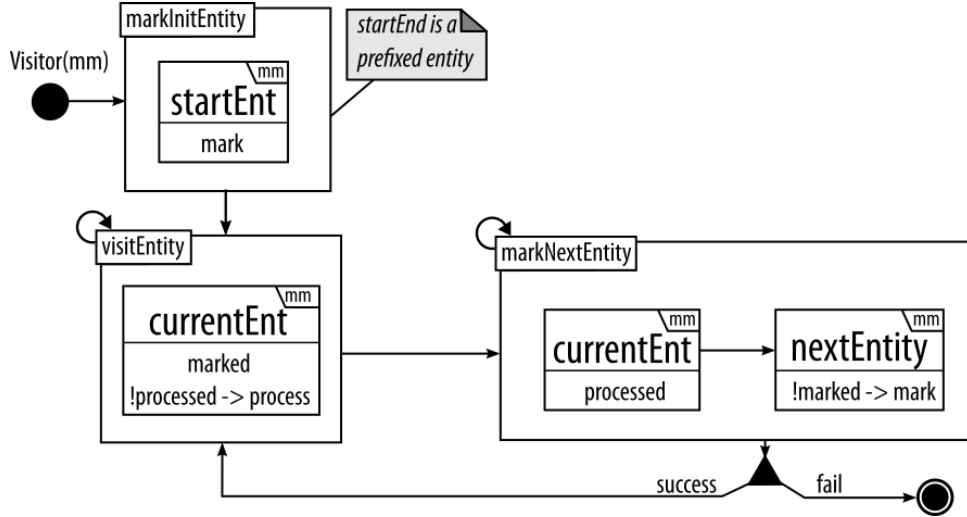 markInitEntity
Visitor(mm)
mm
startEnt
mark
startEnd is a
prefixed entity
visitEntity
mm
currentEnt
marked
!processed -> process
markNextEntity
mm
currentEnt
processed
mm
nextEntity
!marked -> mark
success
fail